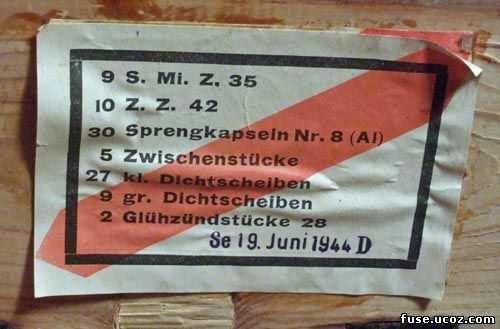 9 S. Mi. Z. 35
10 Z. Z. 42
30 Sprengkapseln Nr. 8 (Al)
5 Zwischenstücke
27 kl. Dichtscheiben
9 gr. Dichtscheiben
2 Glühzündstücke 28
Se 19. Juni 1944 D
fuse.ucoz.com